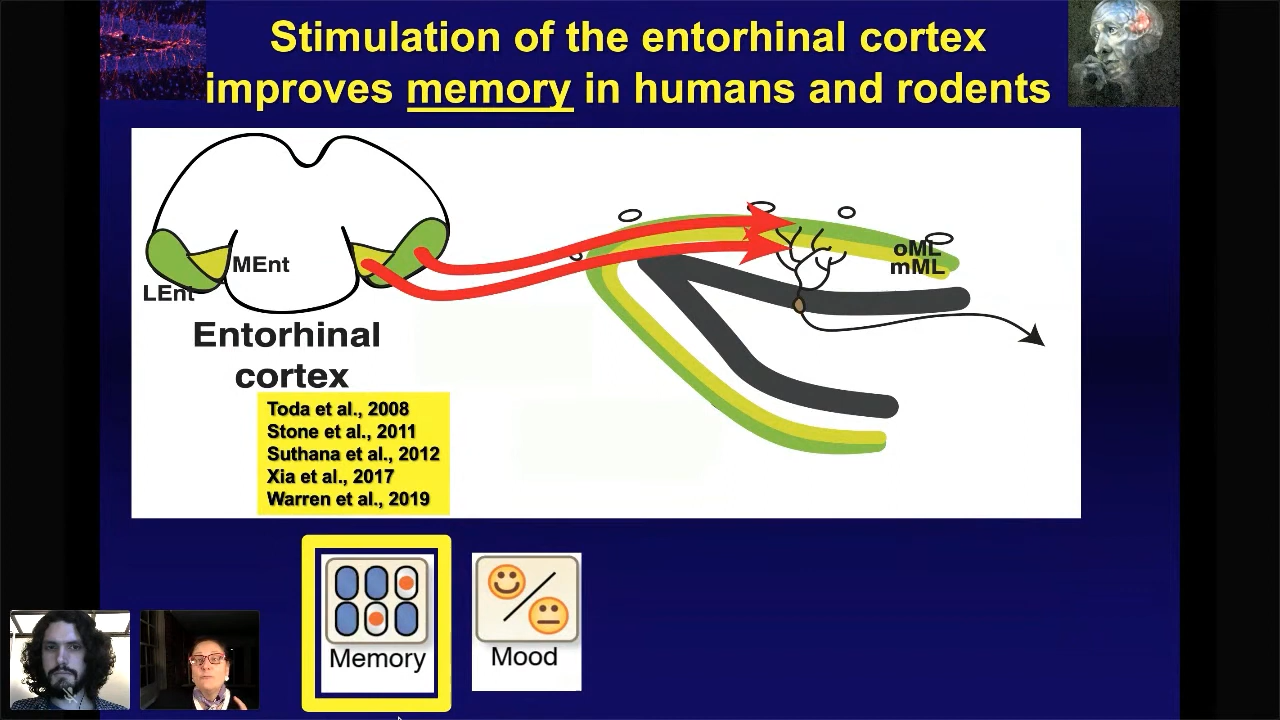 Stimulation of the entorhinal cortex
improves memory in humans and rodents
MEnt
LEnt
Entorhinal
cortex
oML
mML
Toda et al., 2008
Stone et al., 2011
Suthana et al., 2012
Xia et al., 2017
Warren et al., 2019
Memory
Mood